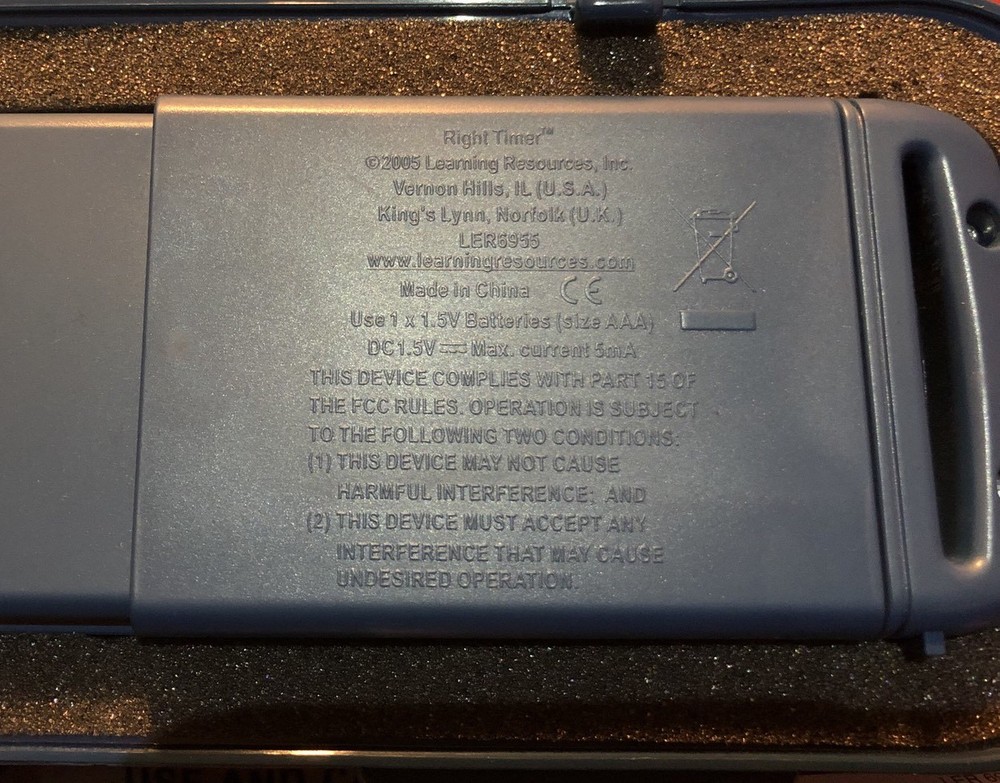 Right Timer™
©2005 Learning Resources, Inc.
Vernon Hills, IL (U.S.A.)
King's Lynn, Norfolk (U.K.)
LER6955
www.learningresources.com
Made in China CE
Use 1 x 1.5V Batteries (size AAA)
DC1.5V⎓Max. current 5mA
THIS DEVICE COMPLIES WITH PART 15 OF
THE FCC RULES. OPERATION IS SUBJECT
TO THE FOLLOWING TWO CONDITIONS:
(1) THIS DEVICE MAY NOT CAUSE
HARMFUL INTERFERENCE: AND
(2) THIS DEVICE MUST ACCEPT ANY
INTERFERENCE THAT MAY CAUSE
UNDESIRED OPERATION.
USE AND